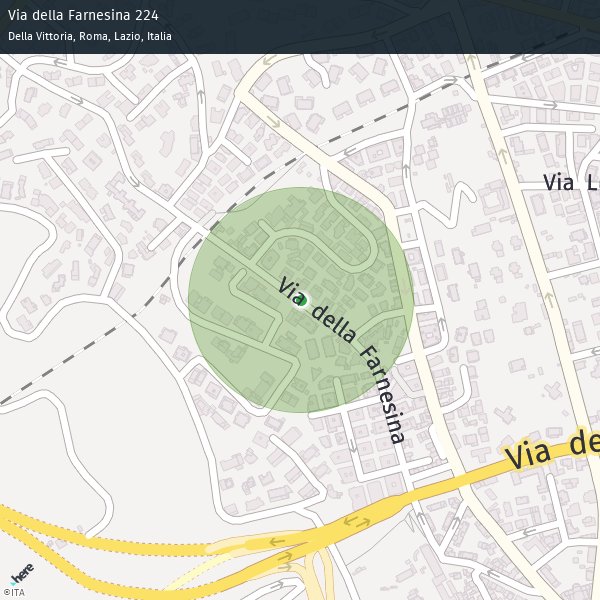 Via della Farnesina 224
Della Vittoria, Roma, Lazio, Italia
Via L
Via della Farnesina
Via de
here
©ITA